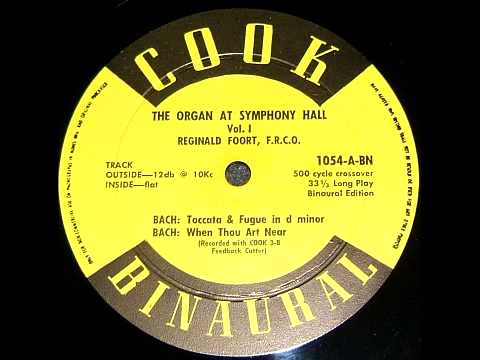 COOK
THE ORGAN AT SYMPHONY HALL
Vol. I
REGINALD FOORT, F.R.C.O.
TRACK
OUTSIDE—12db @ 10Kc
INSIDE—flat
1054-A-BN
500 cycle crossover
33⅓ Long Play
Binaural Edition
BACH: Toccata & Fugue in d minor
BACH: When Thou Art Near
(Recorded with COOK 3-B
Feedback Cutter)
BINAURAL